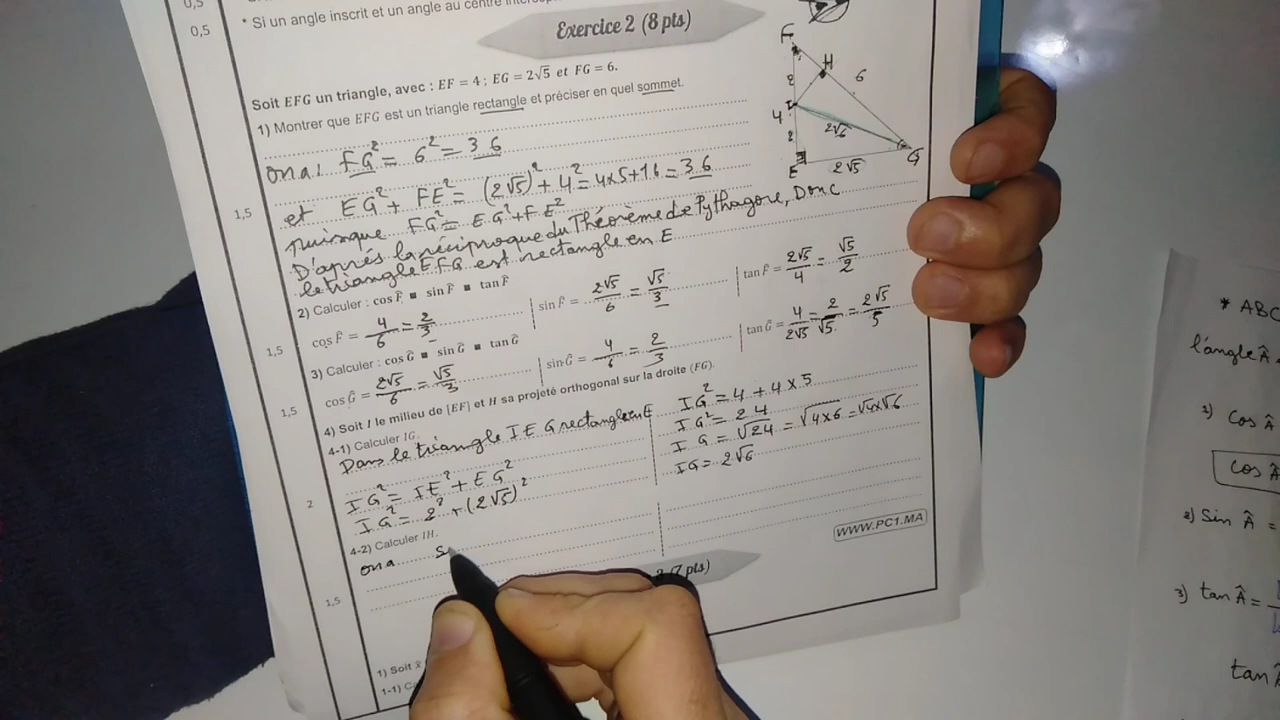 0,5
* Si un angle inscrit et un angle au centre
0,5
Exercice 2 (8 pts)
Soit EFG un triangle, avec : EF = 4 ; EG = 2√5 et FG = 6.
1) Montrer que EFG est un triangle rectangle et préciser en quel sommet.
on a: FG² = 6² = 36
1,5
et EG² + FE² = (2√5)² + 4² = 4×5+16 = 36
puisque FG² = EG²+FE²
D'après la réciproque du Théorème de Pythagore, Donc
le triangle EFG est rectangle en E
F
H
6
2
I
4
2
2√6
E
2√5
G
2) Calculer : cos F̂ ▪ sin F̂ ▪ tan F̂
1,5
cos F̂ = 4/6 = 2/3
sin F̂ = 2√5/6 = √5/3
tan F̂ = 2√5/4 = √5/2
3) Calculer : cos Ĝ ▪ sin Ĝ ▪ tan Ĝ
1,5
cos Ĝ = 2√5/6 = √5/3
sin Ĝ = 4/6 = 2/3
tan Ĝ = 4/2√5 = 2/√5 = 2√5/5
4) Soit I le milieu de [EF] et H sa projeté orthogonal sur la droite (FG).
4-1) Calculer IG.
Dans le triangle IEG rectangle en E
2
IG² = IE² + EG²
IG² = 2² + (2√5)²
IG² = 4 + 4×5
IG² = 24
IG = √24 = √4×6 = √4×√6
IG = 2√6
4-2) Calculer IH.
on a
1,5
WWW.PC1.MA
(7 pts)
1) Soit
1-1)
* ABC
l'angle Â
1) cos Â
cos Â
2) Sin Â =
3) tan Â =
tan Â